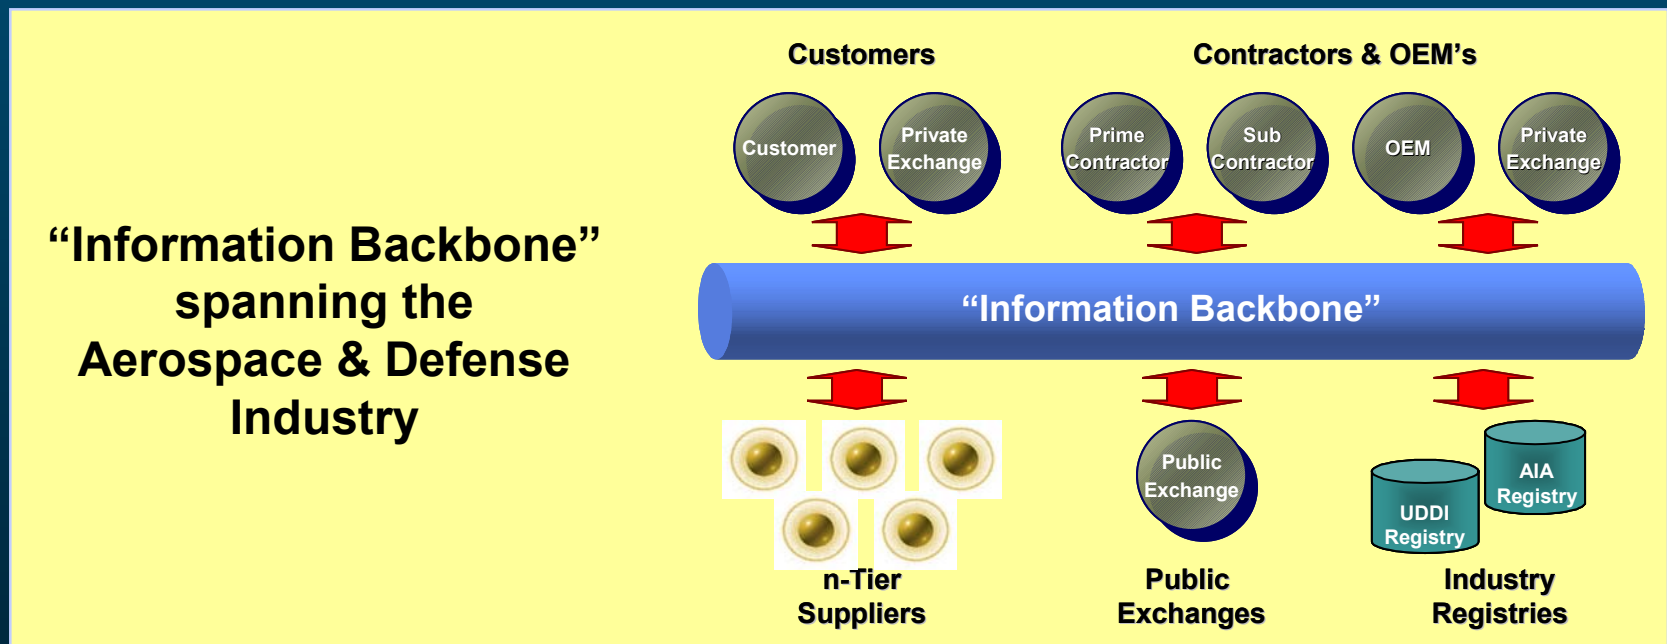 “Information Backbone”
spanning the
Aerospace & Defense
Industry
Customers
Contractors & OEM’s
Customer
Private
Exchange
Prime
Contractor
Sub
Contractor
OEM
Private
Exchange
“Information Backbone”
Public
Exchange
UDDI
Registry
AIA
Registry
n-Tier
Suppliers
Public
Exchanges
Industry
Registries